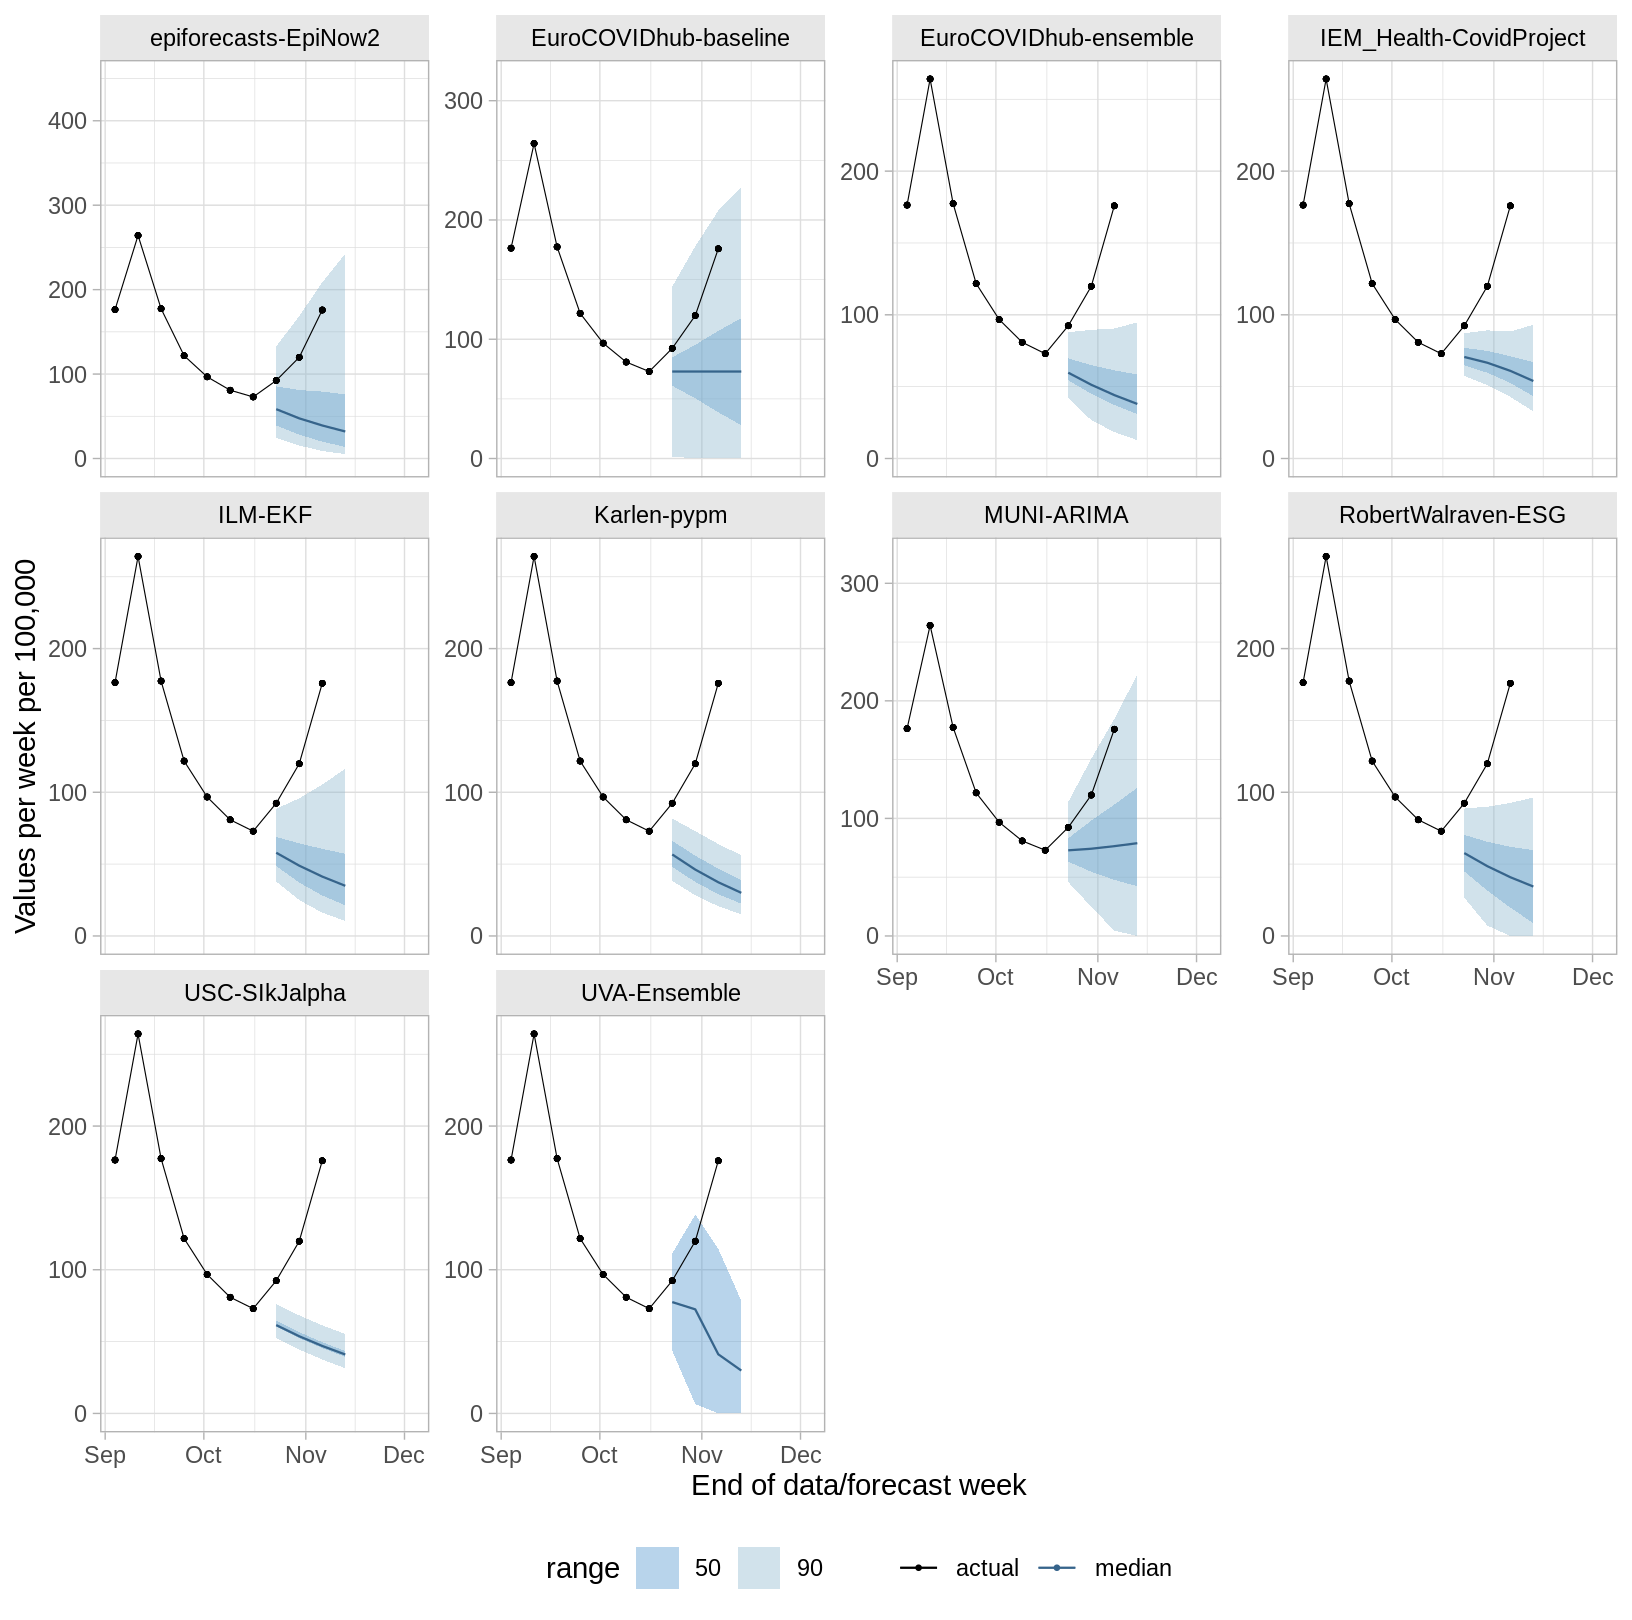 epiforecasts-EpiNow2
EuroCOVIDhub-baseline
EuroCOVIDhub-ensemble
IEM_Health-CovidProject
400
300
200
100
0
300
200
100
0
200
100
0
200
100
0
ILM-EKF
Karlen-pypm
MUNI-ARIMA
RobertWalraven-ESG
Values per week per 100,000
200
100
0
200
100
0
300
200
100
0
200
100
0
Sep Oct Nov Dec
Sep Oct Nov Dec
USC-SIkJalpha
UVA-Ensemble
200
100
0
200
100
0
Sep Oct Nov Dec
Sep Oct Nov Dec
End of data/forecast week
range 50 90 actual median